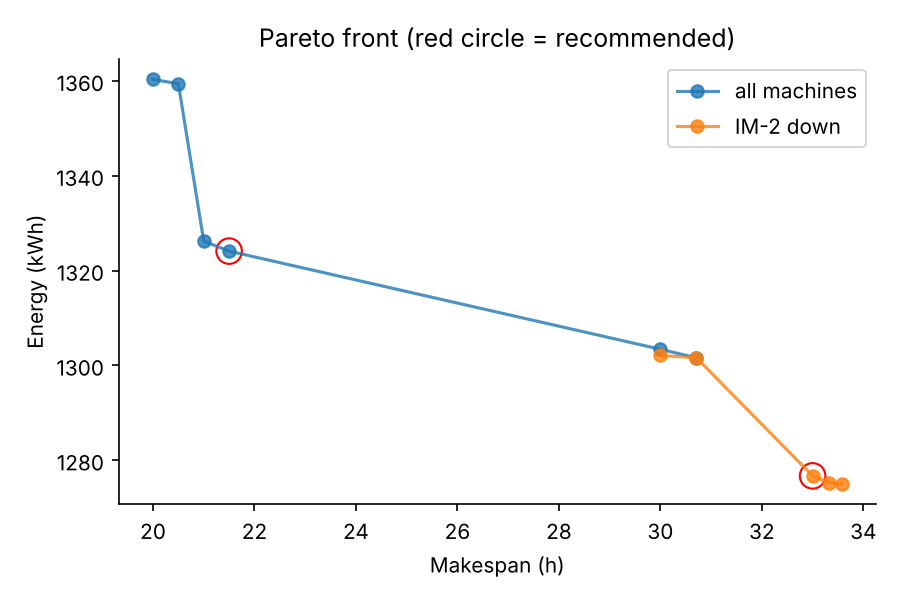 Pareto front (red circle = recommended)
all machines
IM-2 down
Energy (kWh)
1360
1340
1320
1300
1280
20 22 24 26 28 30 32 34
Makespan (h)